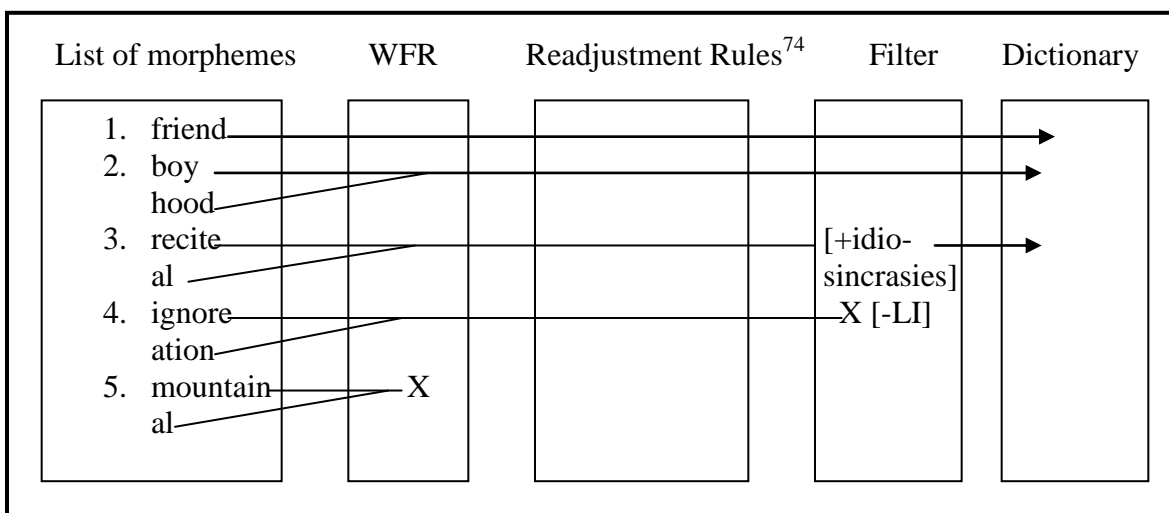 List of morphemes WFR Readjustment Rules74 Filter Dictionary
1. friend
2. boy
hood
3. recite [+idio-
al sincrasies]
4. ignore X [-LI]
ation
5. mountain X
al